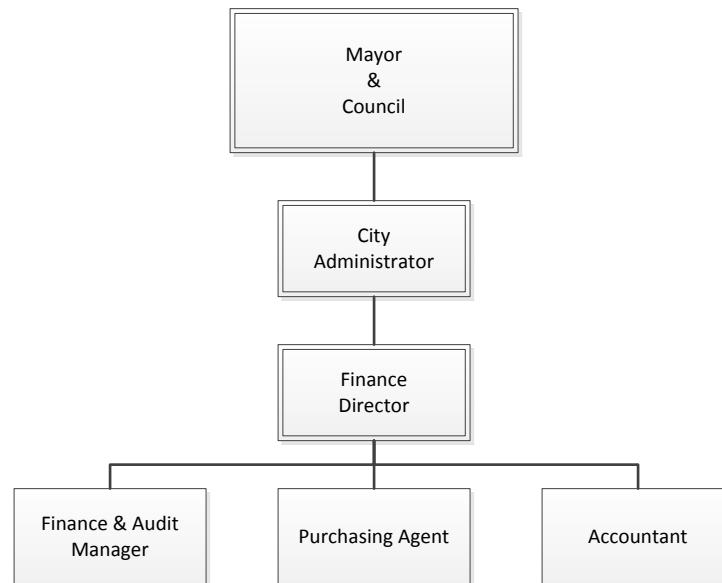 Mayor
&
Council
City
Administrator
Finance
Director
Finance & Audit
Manager
Purchasing Agent
Accountant